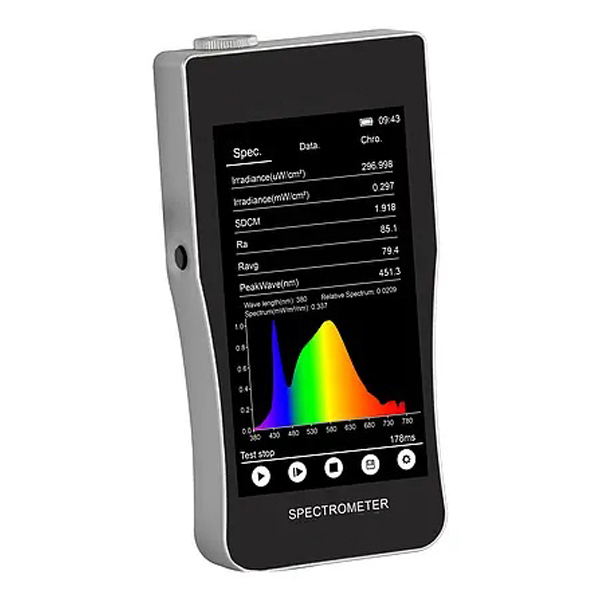 09:43
Spec. Data. Chro.
Irradiance(uW/cm²) 296.998
Irradiance(mW/cm²) 0.297
SDCM 1.918
Ra 85.1
Ravg 79.4
PeakWave(nm) 451.3
Wave length(nm): 380 Relative Spectrum: 0.0209
Spectrum(mW/m²/nm): 0.337
1.0
0.8
0.6
0.4
0.2
0.0
380 430 480 530 580 630 680 730 780
Test stop 178ms
SPECTROMETER